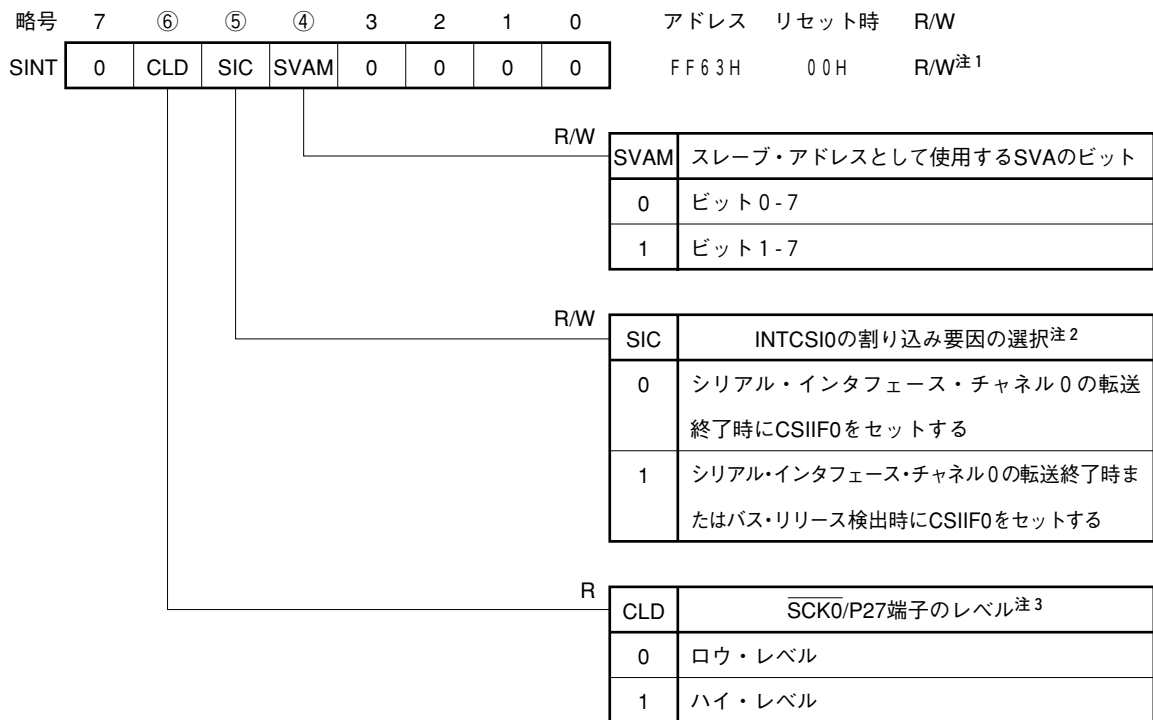 略号 7 ⑥ ⑤ ④ 3 2 1 0 アドレス リセット時 R/W
SINT 0 CLD SIC SVAM 0 0 0 0 FF63H 00H R/W注1
R/W
SVAM スレーブ・アドレスとして使用するSVAのビット
0 ビット0-7
1 ビット1-7
R/W
SIC INTCSI0の割り込み要因の選択注2
0 シリアル・インタフェース・チャネル0の転送
終了時にCSIIF0をセットする
1 シリアル・インタフェース・チャネル0の転送終了時ま
たはバス・リリース検出時にCSIIF0をセットする
R
CLD SCK0/P27端子のレベル注3
0 ロウ・レベル
1 ハイ・レベル